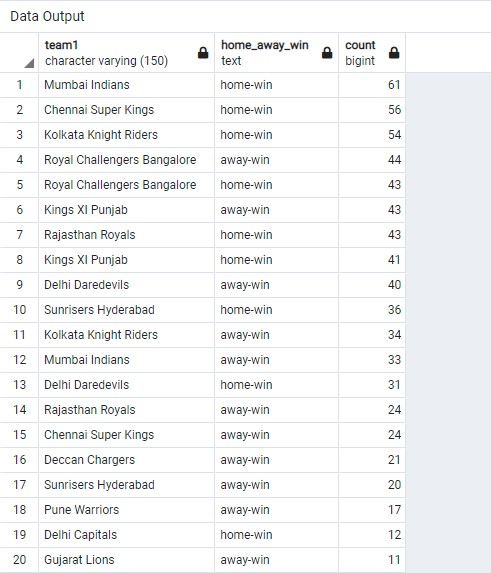 Data Output
team1 home_away_win count
character varying (150) text bigint
1 Mumbai Indians home-win 61
2 Chennai Super Kings home-win 56
3 Kolkata Knight Riders home-win 54
4 Royal Challengers Bangalore away-win 44
5 Royal Challengers Bangalore home-win 43
6 Kings XI Punjab away-win 43
7 Rajasthan Royals home-win 43
8 Kings XI Punjab home-win 41
9 Delhi Daredevils away-win 40
10 Sunrisers Hyderabad home-win 36
11 Kolkata Knight Riders away-win 34
12 Mumbai Indians away-win 33
13 Delhi Daredevils home-win 31
14 Rajasthan Royals away-win 24
15 Chennai Super Kings away-win 24
16 Deccan Chargers away-win 21
17 Sunrisers Hyderabad away-win 20
18 Pune Warriors away-win 17
19 Delhi Capitals home-win 12
20 Gujarat Lions away-win 11